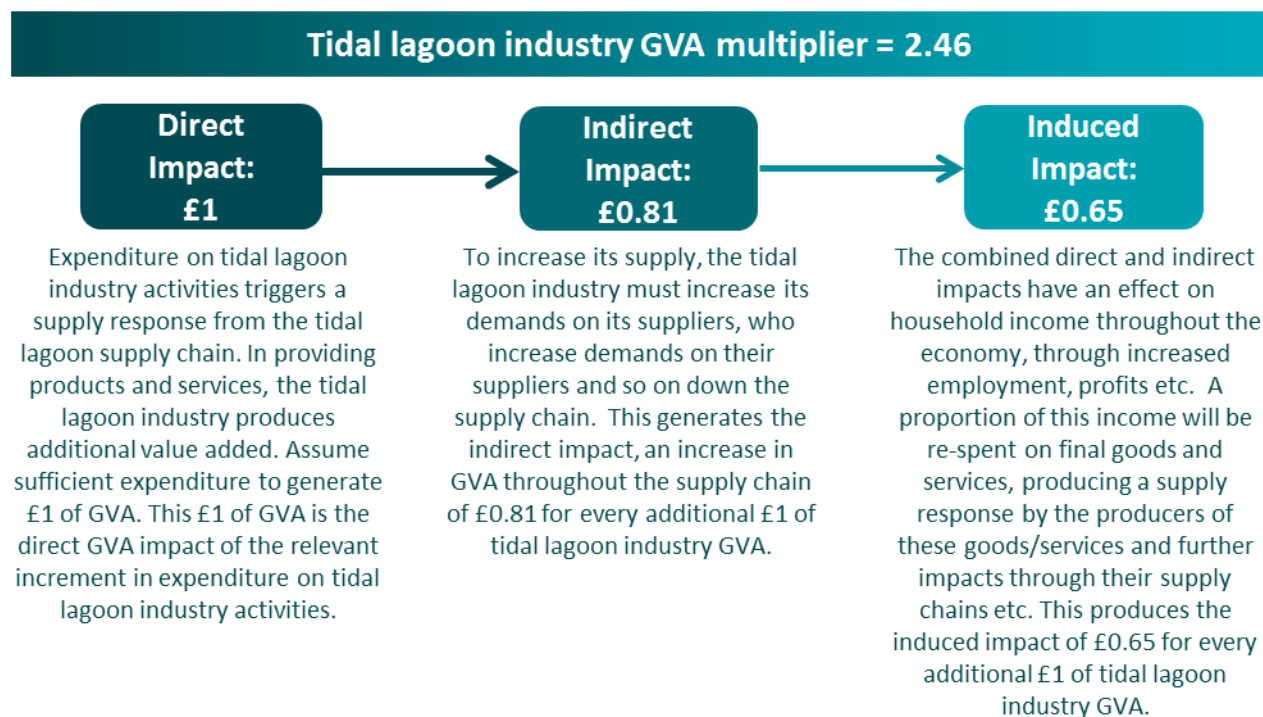 Tidal lagoon industry GVA multiplier = 2.46
Direct
Impact:
£1
Expenditure on tidal lagoon
industry activities triggers a
supply response from the tidal
lagoon supply chain. In providing
products and services, the tidal
lagoon industry produces
additional value added. Assume
sufficient expenditure to generate
£1 of GVA. This £1 of GVA is the
direct GVA impact of the relevant
increment in expenditure on tidal
lagoon industry activities.
Indirect
Impact:
£0.81
To increase its supply, the tidal
lagoon industry must increase its
demands on its suppliers, who
increase demands on their
suppliers and so on down the
supply chain. This generates the
indirect impact, an increase in
GVA throughout the supply chain
of £0.81 for every additional £1 of
tidal lagoon industry GVA.
Induced
Impact:
£0.65
The combined direct and indirect
impacts have an effect on
household income throughout the
economy, through increased
employment, profits etc. A
proportion of this income will be
re-spent on final goods and
services, producing a supply
response by the producers of
these goods/services and further
impacts through their supply
chains etc. This produces the
induced impact of £0.65 for every
additional £1 of tidal lagoon
industry GVA.